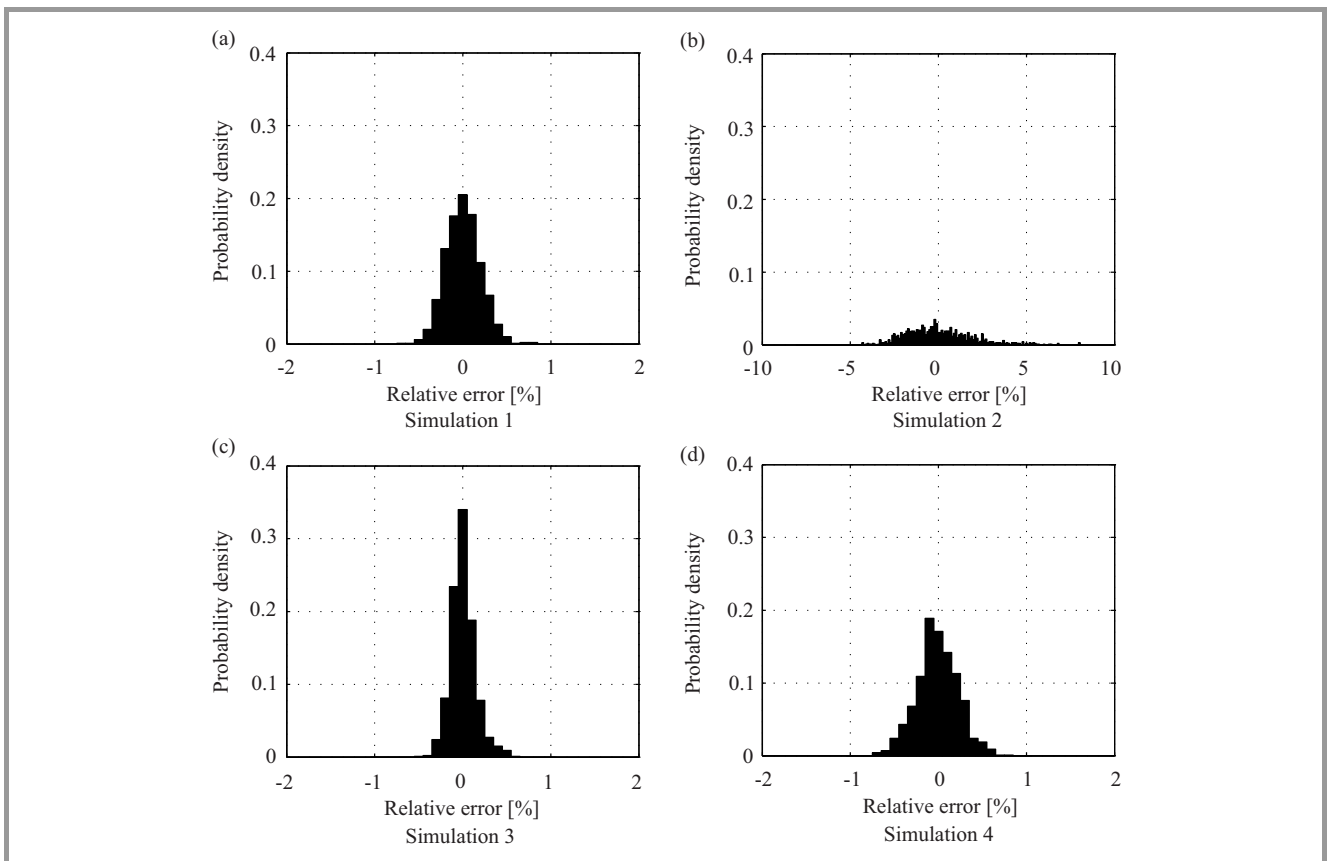 (a)
0.4
0.3
0.2
0.1
0
Probability density
-2 -1 0 1 2
Relative error [%]
Simulation 1
(b)
0.4
0.3
0.2
0.1
0
Probability density
-10 -5 0 5 10
Relative error [%]
Simulation 2
(c)
0.4
0.3
0.2
0.1
0
Probability density
-2 -1 0 1 2
Relative error [%]
Simulation 3
(d)
0.4
0.3
0.2
0.1
0
Probability density
-2 -1 0 1 2
Relative error [%]
Simulation 4